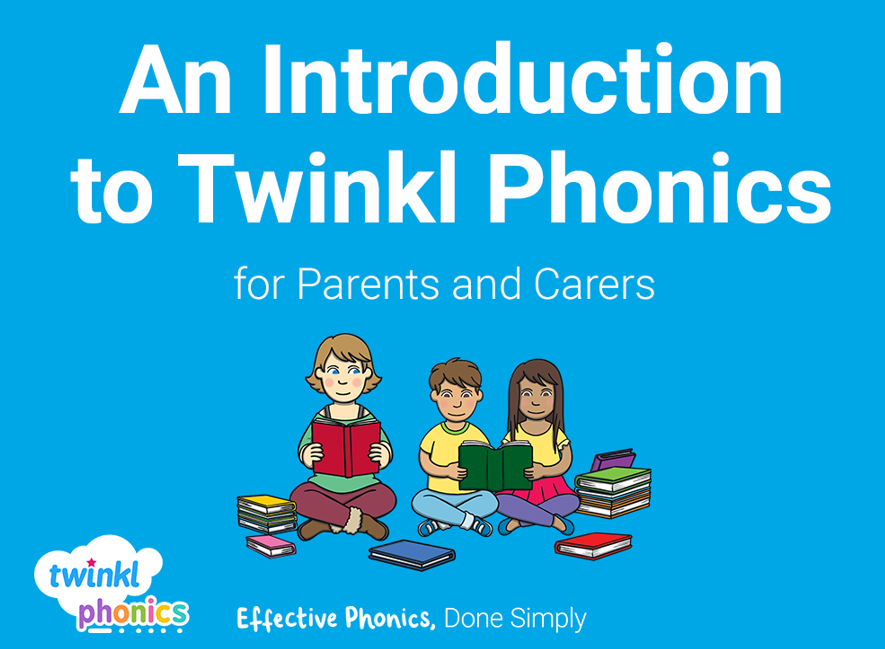 An Introduction
to Twinkl Phonics
for Parents and Carers
twinkl
phonics
Effective Phonics, Done Simply